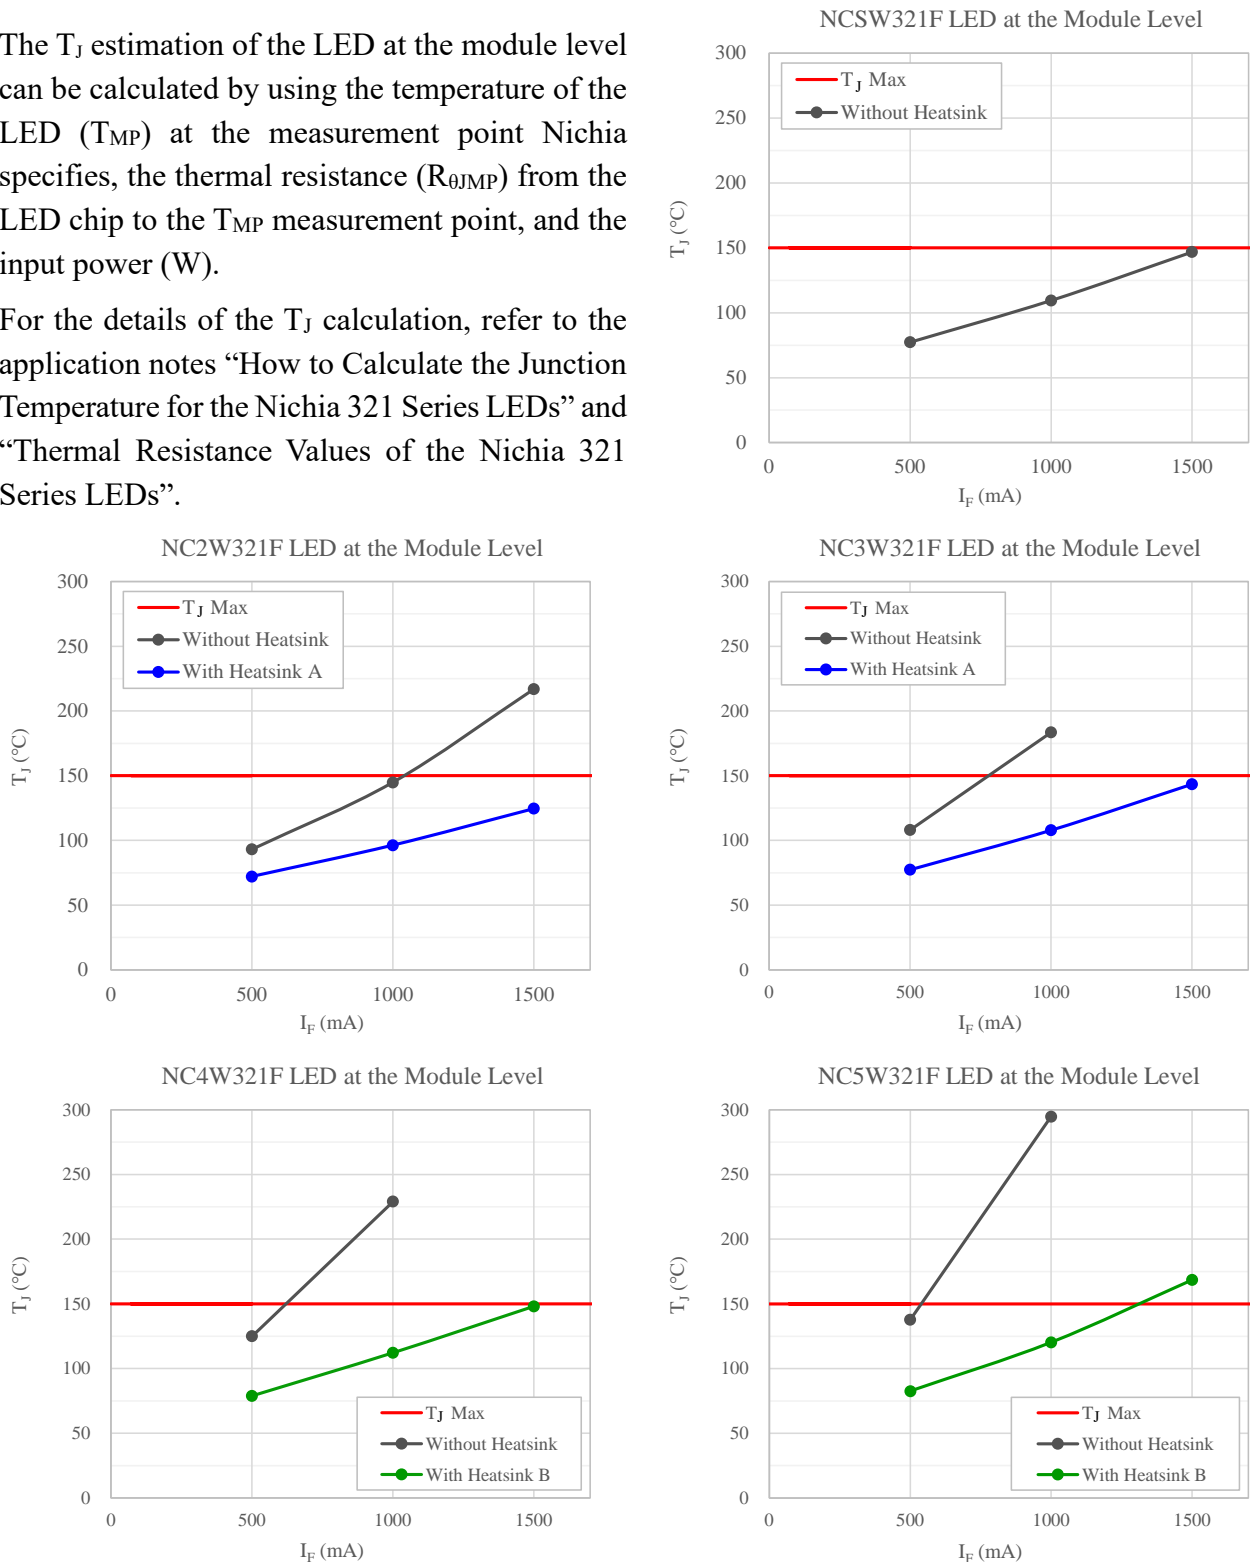 The TJ estimation of the LED at the module level
can be calculated by using the temperature of the
LED (TMP) at the measurement point Nichia
specifies, the thermal resistance (RθJMP) from the
LED chip to the TMP measurement point, and the
input power (W).
For the details of the TJ calculation, refer to the
application notes “How to Calculate the Junction
Temperature for the Nichia 321 Series LEDs” and
“Thermal Resistance Values of the Nichia 321
Series LEDs”.
NCSW321F LED at the Module Level
TJ Max
Without Heatsink
TJ (°C)
300
250
200
150
100
50
0
0 500 1000 1500
IF (mA)
NC2W321F LED at the Module Level
TJ Max
Without Heatsink
With Heatsink A
TJ (°C)
300
250
200
150
100
50
0
0 500 1000 1500
IF (mA)
NC3W321F LED at the Module Level
TJ Max
Without Heatsink
With Heatsink A
TJ (°C)
300
250
200
150
100
50
0
0 500 1000 1500
IF (mA)
NC4W321F LED at the Module Level
TJ (°C)
300
250
200
150
100
50
0
TJ Max
Without Heatsink
With Heatsink B
0 500 1000 1500
IF (mA)
NC5W321F LED at the Module Level
TJ (°C)
300
250
200
150
100
50
0
TJ Max
Without Heatsink
With Heatsink B
0 500 1000 1500
IF (mA)